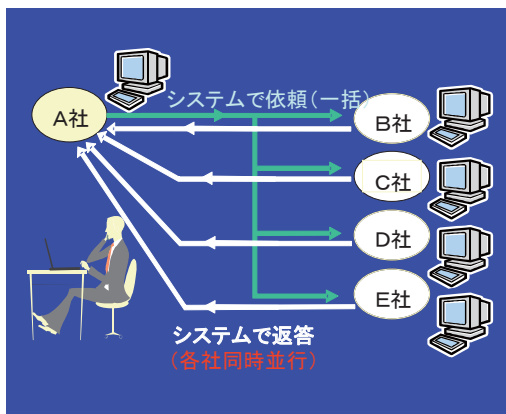 A社
システムで依頼(一括)
B社
C社
D社
E社
システムで返答
(各社同時並行)